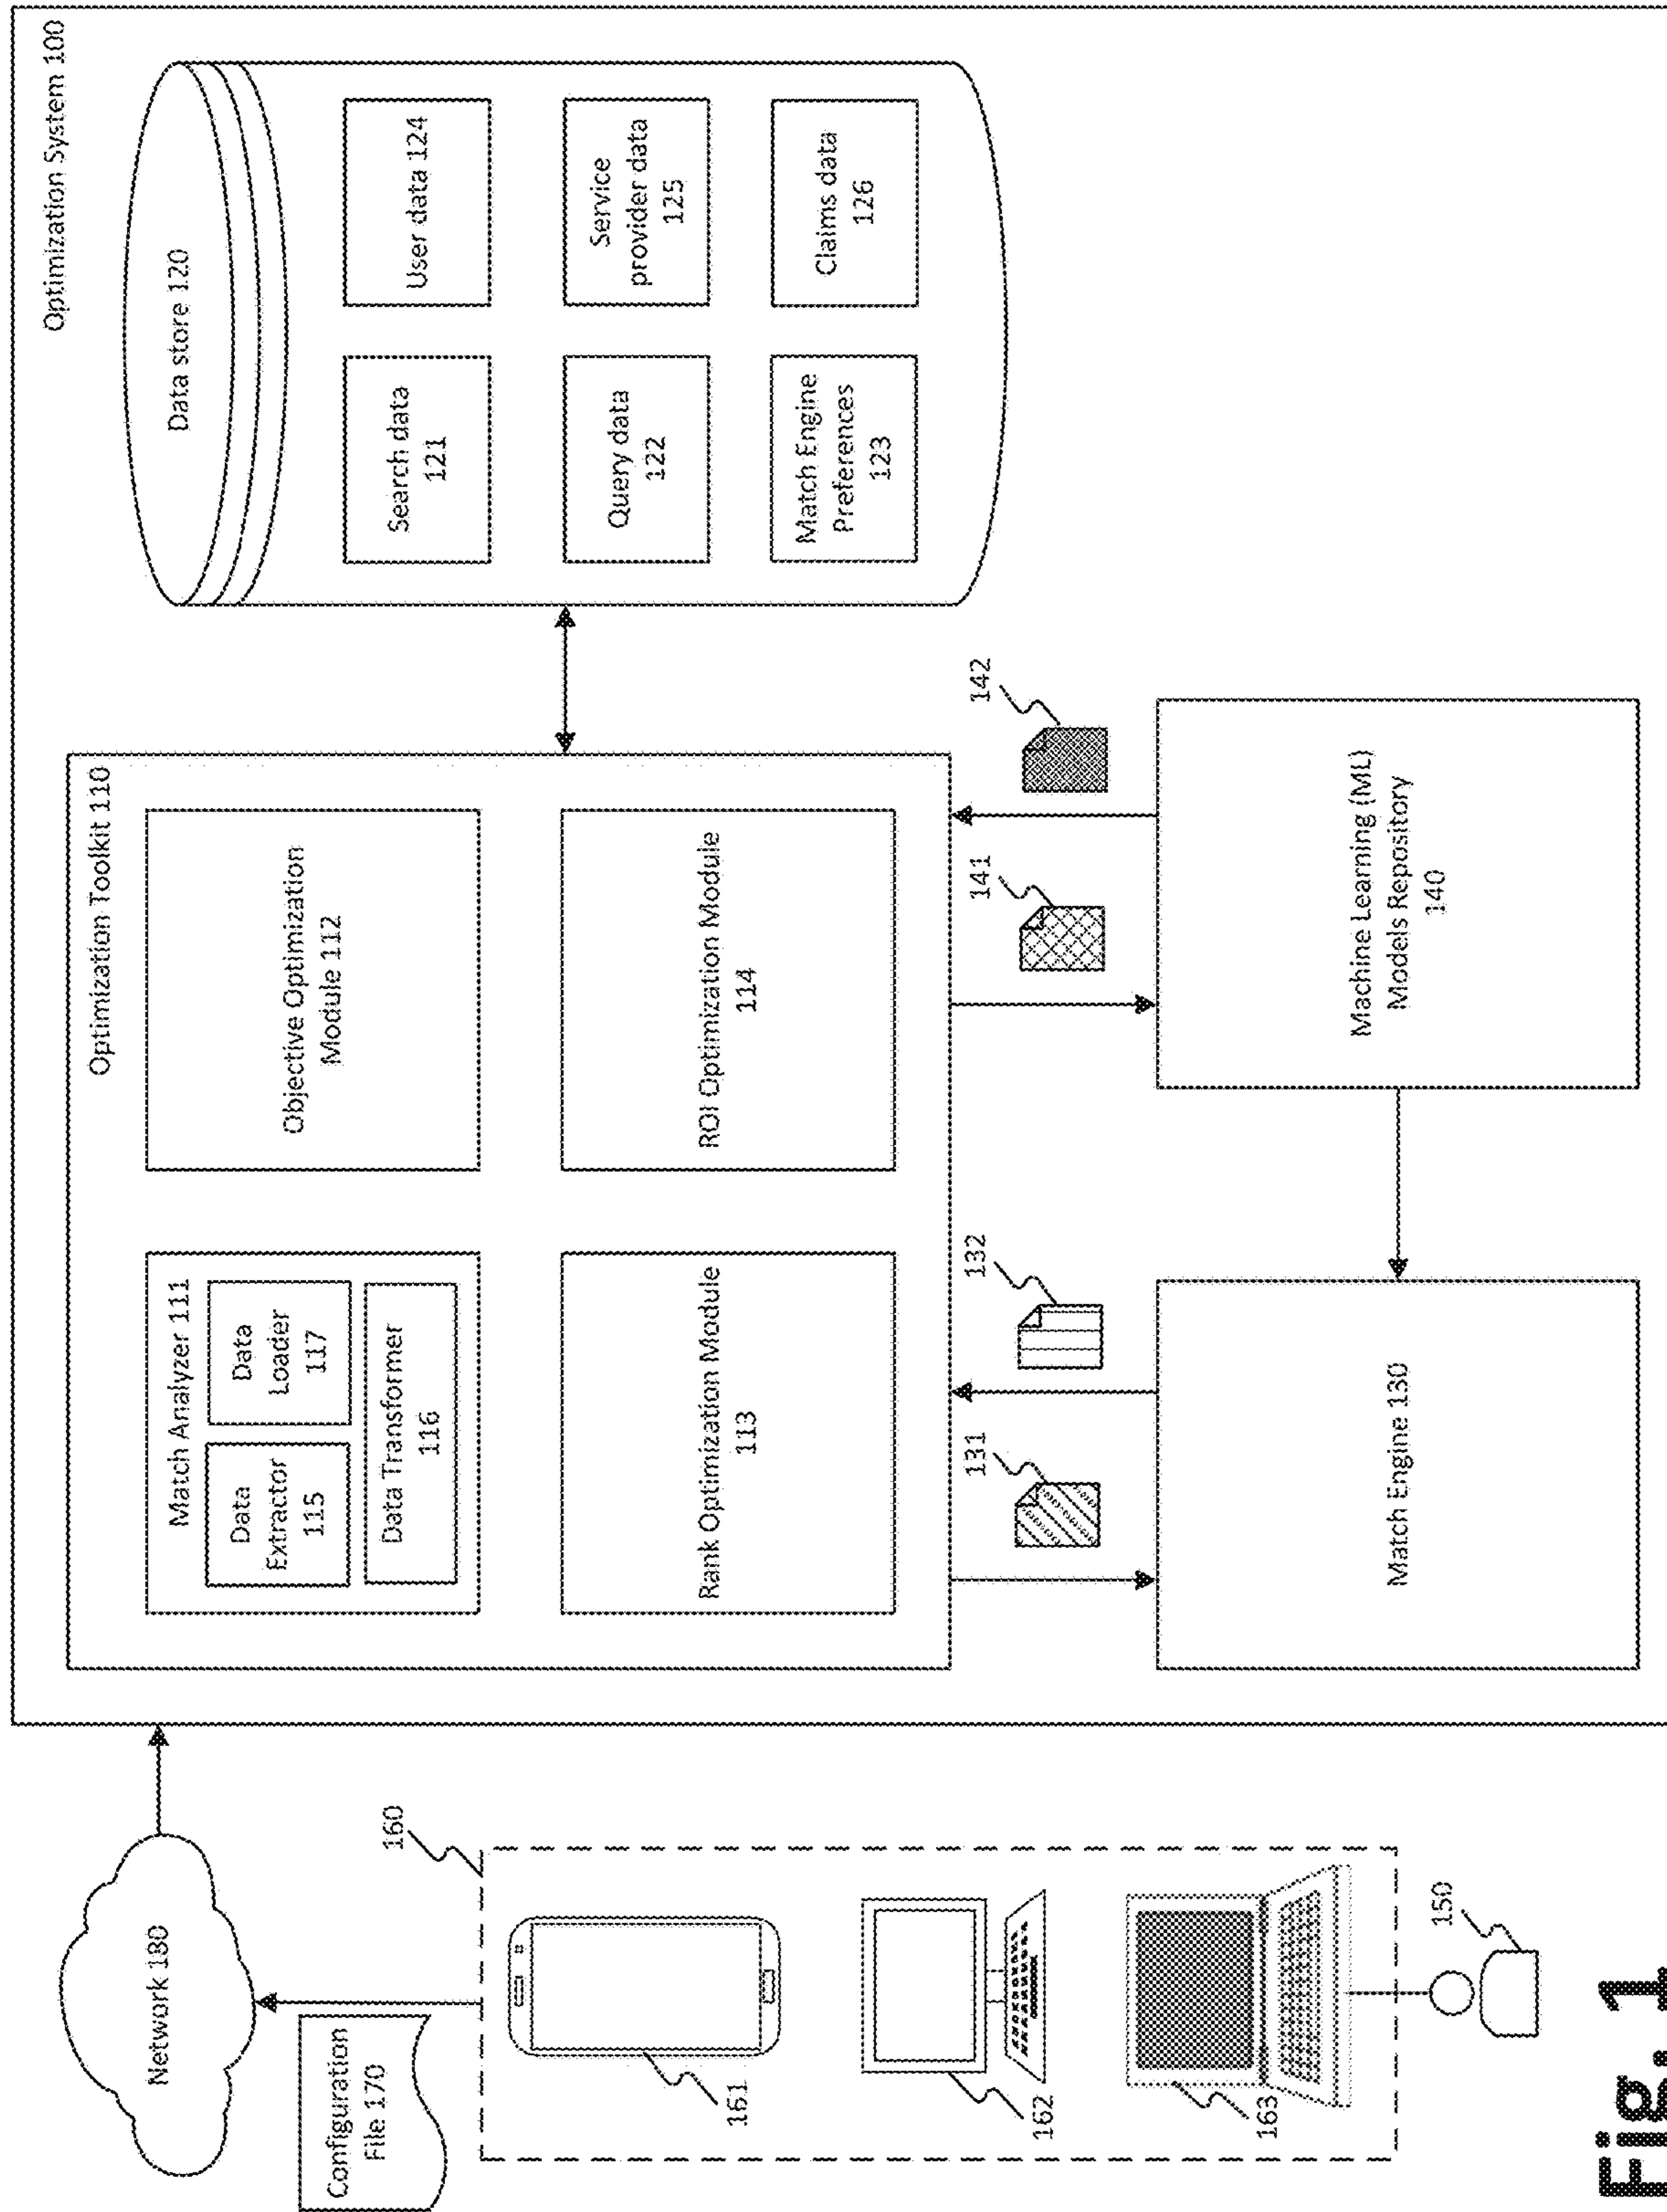 Optimization System 100
Network 180
Configuration
File 170
160
161
162
163
150
Optimization Toolkit 110
Match Analyzer 111
Data
Extractor
115
Data
Loader
117
Data Transformer
116
Objective Optimization
Module 112
Rank Optimization Module
113
ROI Optimization Module
114
Data store 120
Search data
121
User data 124
Query data
122
Service
provider data
125
Match Engine
Preferences
123
Claims data
126
131
132
141
142
Match Engine 130
Machine Learning (ML)
Models Repository
140
Fig. 1